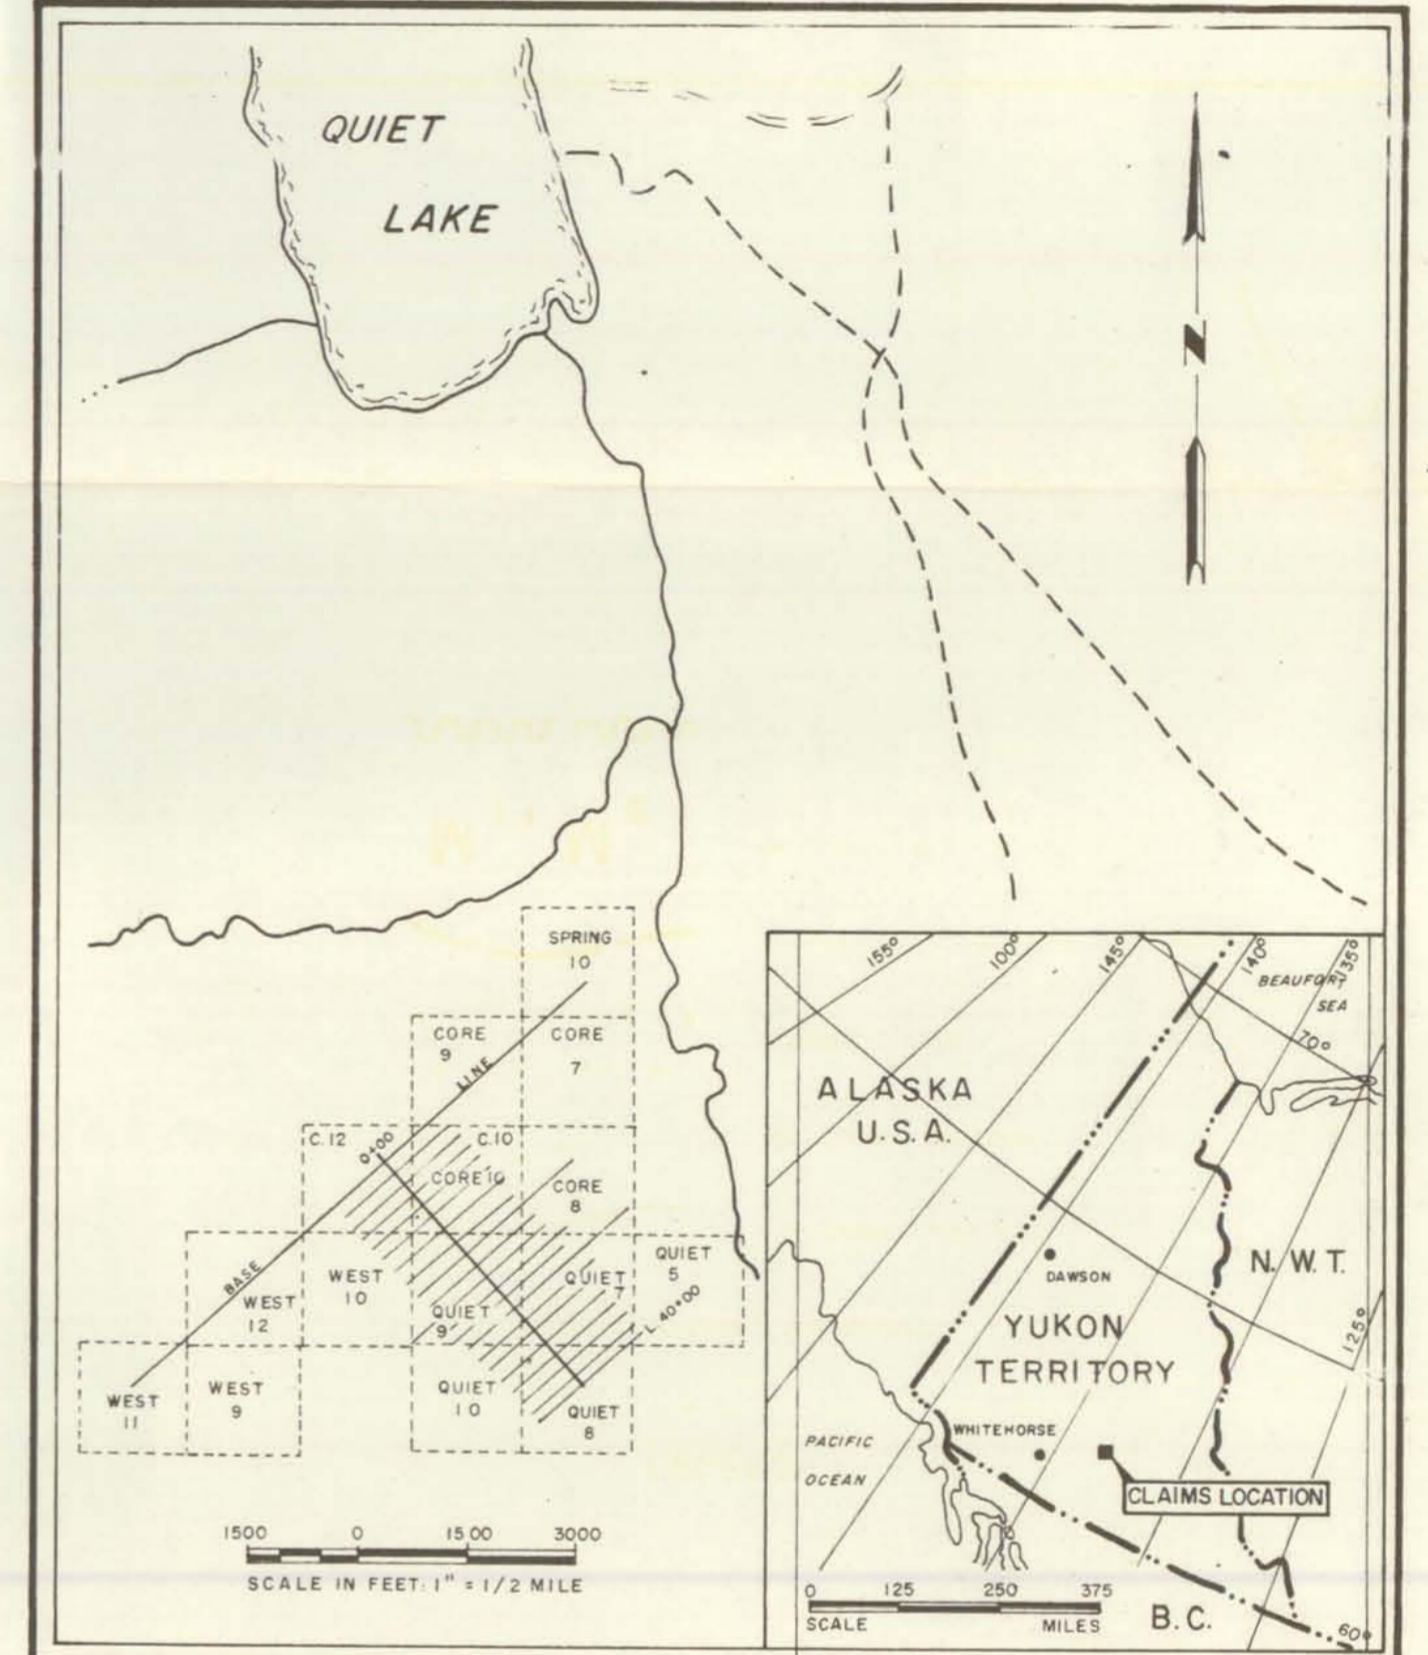 QUIET
LAKE
N
SPRING
10
CORE
9
CORE
7
LINE
C.12
0+00
C.10
CORE 10
CORE
8
BASE
WEST
12
WEST
10
QUIET
9
QUIET
7
QUIET
5
L.40+00
WEST
11
WEST
9
QUIET
10
QUIET
8
1500 0 1500 3000
SCALE IN FEET: 1" = 1/2 MILE
155°
100°
145°
140°
135°
BEAUFORT
SEA
70°
ALASKA
U.S.A.
DAWSON
N.W.T.
YUKON
TERRITORY
125°
WHITEHORSE
PACIFIC
OCEAN
CLAIMS LOCATION
0 125 250 375
SCALE MILES
B.C.
60°